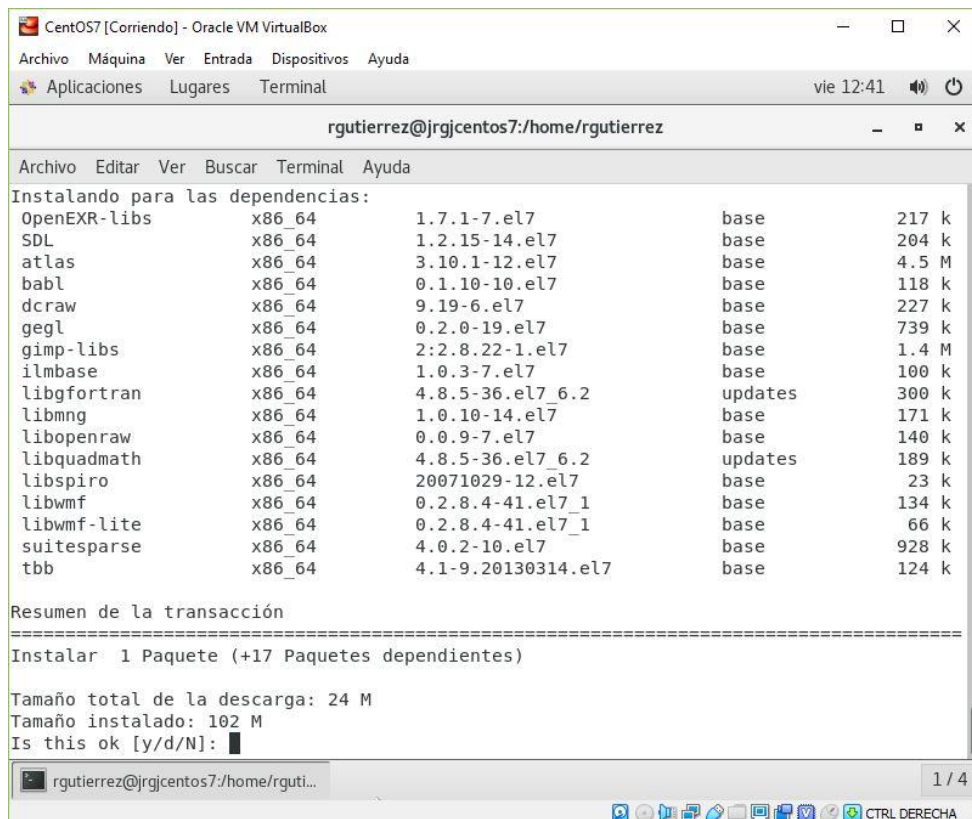 CentOS7 [Corriendo] - Oracle VM VirtualBox
Archivo Máquina Ver Entrada Dispositivos Ayuda
Aplicaciones Lugares Terminal vie 12:41
rgutierrez@jrgjcentos7:/home/rgutierrez
Archivo Editar Ver Buscar Terminal Ayuda
Instalando para las dependencias:
OpenEXR-libs x86_64 1.7.1-7.el7 base 217 k
SDL x86_64 1.2.15-14.el7 base 204 k
atlas x86_64 3.10.1-12.el7 base 4.5 M
babl x86_64 0.1.10-10.el7 base 118 k
dcraw x86_64 9.19-6.el7 base 227 k
gegl x86_64 0.2.0-19.el7 base 739 k
gimp-libs x86_64 2:2.8.22-1.el7 base 1.4 M
ilmbase x86_64 1.0.3-7.el7 base 100 k
libgfortran x86_64 4.8.5-36.el7_6.2 updates 300 k
libmng x86_64 1.0.10-14.el7 base 171 k
libopenraw x86_64 0.0.9-7.el7 base 140 k
libquadmath x86_64 4.8.5-36.el7_6.2 updates 189 k
libspiro x86_64 20071029-12.el7 base 23 k
libwmf x86_64 0.2.8.4-41.el7_1 base 134 k
libwmf-lite x86_64 0.2.8.4-41.el7_1 base 66 k
suitesparse x86_64 4.0.2-10.el7 base 928 k
tbb x86_64 4.1-9.20130314.el7 base 124 k
Resumen de la transacción
================================================================================
Instalar 1 Paquete (+17 Paquetes dependientes)
Tamaño total de la descarga: 24 M
Tamaño instalado: 102 M
Is this ok [y/d/N]:
rgutierrez@jrgjcentos7:/home/rguti... 1 / 4
CTRL DERECHA